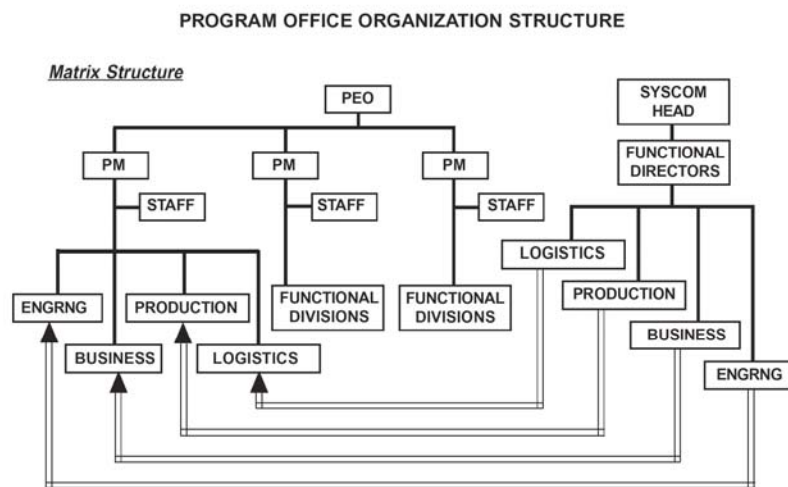 PROGRAM OFFICE ORGANIZATION STRUCTURE
Matrix Structure
PEO
SYSCOM
HEAD
PM
PM
PM
FUNCTIONAL
DIRECTORS
STAFF
STAFF
STAFF
LOGISTICS
ENGRNG
PRODUCTION
FUNCTIONAL
DIVISIONS
FUNCTIONAL
DIVISIONS
PRODUCTION
BUSINESS
LOGISTICS
BUSINESS
ENGRNG